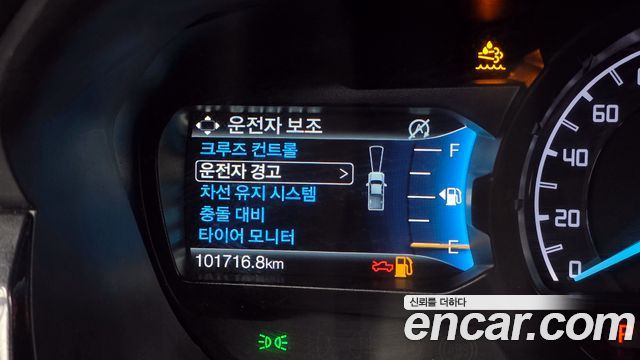 운전자 보조
크루즈 컨트롤
운전자 경고 >
차선 유지 시스템
충돌 대비
타이어 모니터
101716.8km
F
E
60
40
20
0
P
신뢰를 더하다
encar.com